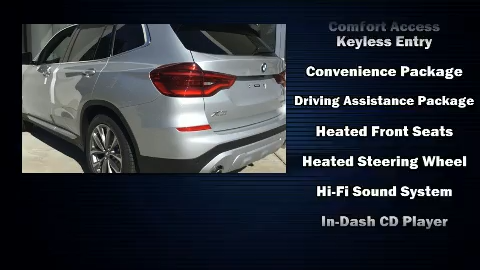 Comfort Access
Keyless Entry
Convenience Package
Driving Assistance Package
Heated Front Seats
Heated Steering Wheel
Hi-Fi Sound System
In-Dash CD Player